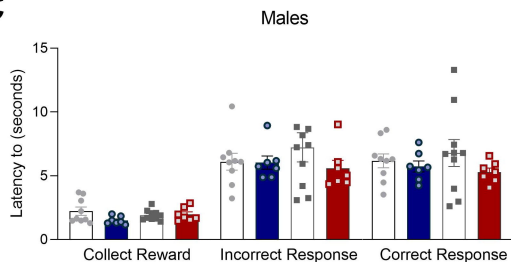 Males
Latency to (seconds)
15
10
5
0
Collect Reward Incorrect Response Correct Response